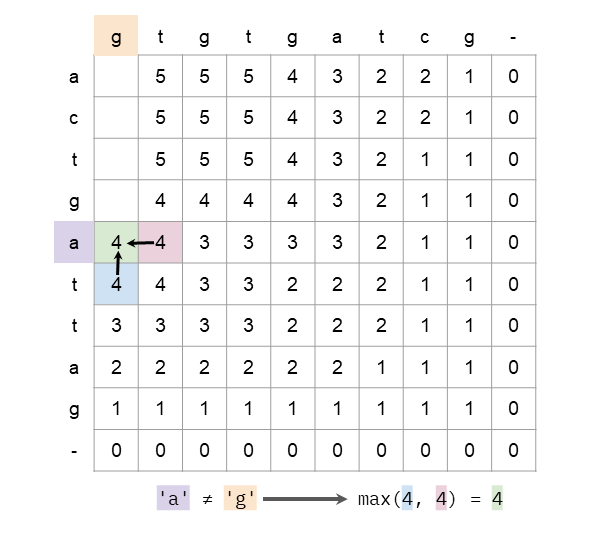 g t g t g a t c g -
a 5 5 5 4 3 2 2 1 0
c 5 5 5 4 3 2 2 1 0
t 5 5 5 4 3 2 1 1 0
g 4 4 4 4 3 2 1 1 0
a 4 4 3 3 3 3 2 1 1 0
t 4 4 3 3 2 2 2 1 1 0
t 3 3 3 3 2 2 2 1 1 0
a 2 2 2 2 2 2 1 1 1 0
g 1 1 1 1 1 1 1 1 1 0
- 0 0 0 0 0 0 0 0 0 0
'a' ≠ 'g' max(4, 4) = 4